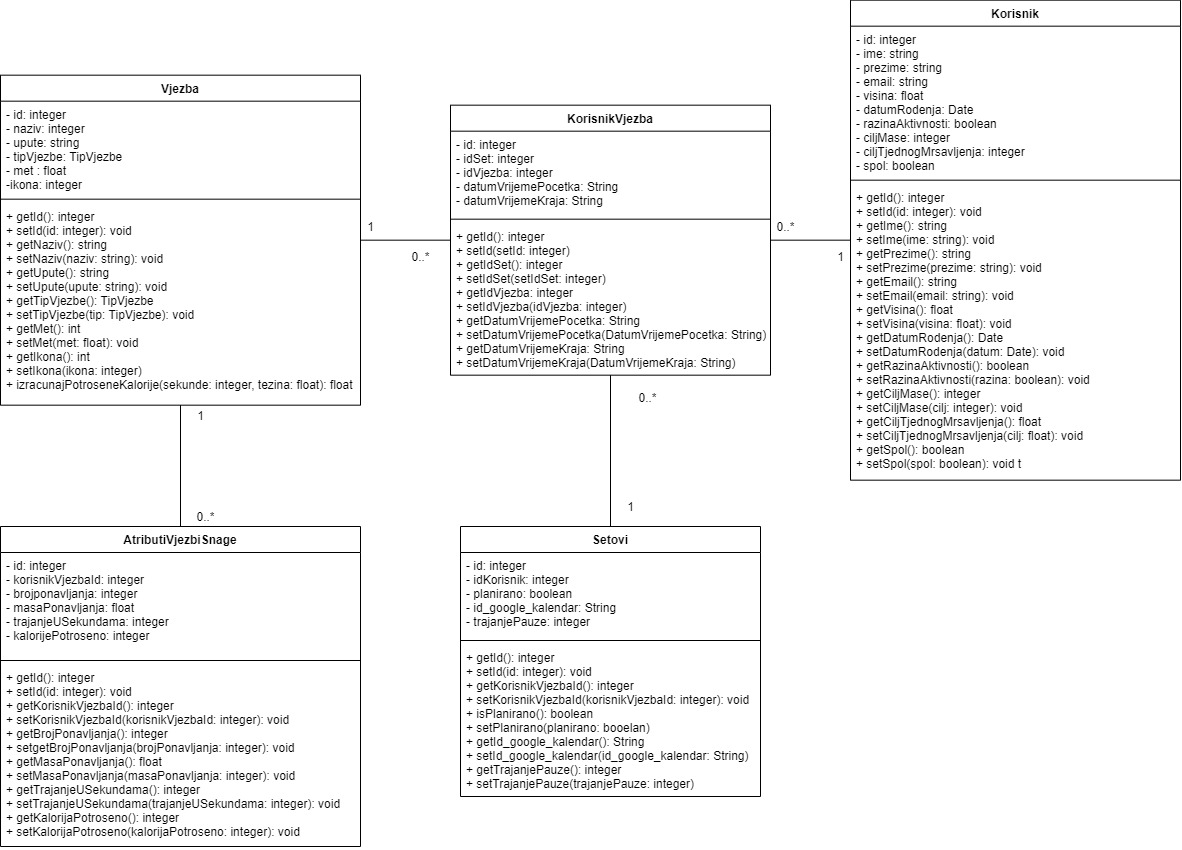 Vjezba
- id: integer
- naziv: integer
- upute: string
- tipVjezbe: TipVjezbe
- met : float
-ikona: integer
+ getId(): integer
+ setId(id: integer): void
+ getNaziv(): string
+ setNaziv(naziv: string): void
+ getUpute(): string
+ setUpute(upute: string): void
+ getTipVjezbe(): TipVjezbe
+ setTipVjezbe(tip: TipVjezbe): void
+ getMet(): int
+ setMet(met: float): void
+ getIkona(): int
+ setIkona(ikona: integer)
+ izracunajPotroseneKalorije(sekunde: integer, tezina: float): float
1
0..*
KorisnikVjezba
- id: integer
- idSet: integer
- idVjezba: integer
- datumVrijemePocetka: String
- datumVrijemeKraja: String
+ getId(): integer
+ setId(setId: integer)
+ getIdSet(): integer
+ setIdSet(setIdSet: integer)
+ getIdVjezba: integer
+ setIdVjezba(idVjezba: integer)
+ getDatumVrijemePocetka: String
+ setDatumVrijemePocetka(DatumVrijemePocetka: String)
+ getDatumVrijemeKraja: String
+ setDatumVrijemeKraja(DatumVrijemeKraja: String)
0..*
1
Korisnik
- id: integer
- ime: string
- prezime: string
- email: string
- visina: float
- datumRodenja: Date
- razinaAktivnosti: boolean
- ciljMase: integer
- ciljTjednogMrsavljenja: integer
- spol: boolean
+ getId(): integer
+ setId(id: integer): void
+ getIme(): string
+ setIme(ime: string): void
+ getPrezime(): string
+ setPrezime(prezime: string): void
+ getEmail(): string
+ setEmail(email: string): void
+ getVisina(): float
+ setVisina(visina: float): void
+ getDatumRodenja(): Date
+ setDatumRodenja(datum: Date): void
+ getRazinaAktivnosti(): boolean
+ setRazinaAktivnosti(razina: boolean): void
+ getCiljMase(): integer
+ setCiljMase(cilj: integer): void
+ getCiljTjednogMrsavljenja(): float
+ setCiljTjednogMrsavljenja(cilj: float): void
+ getSpol(): boolean
+ setSpol(spol: boolean): void t
1
0..*
AtributiVjezbiSnage
- id: integer
- korisnikVjezbaId: integer
- brojponavljanja: integer
- masaPonavljanja: float
- trajanjeUSekundama: integer
- kalorijePotroseno: integer
+ getId(): integer
+ setId(id: integer): void
+ getKorisnikVjezbaId(): integer
+ setKorisnikVjezbaId(korisnikVjezbaId: integer): void
+ getBrojPonavljanja(): integer
+ setgetBrojPonavljanja(brojPonavljanja: integer): void
+ getMasaPonavljanja(): float
+ setMasaPonavljanja(masaPonavljanja: integer): void
+ getTrajanjeUSekundama(): integer
+ setTrajanjeUSekundama(trajanjeUSekundama: integer): void
+ getKalorijaPotroseno(): integer
+ setKalorijaPotroseno(kalorijaPotroseno: integer): void
0..*
1
Setovi
- id: integer
- idKorisnik: integer
- planirano: boolean
- id_google_kalendar: String
- trajanjePauze: integer
+ getId(): integer
+ setId(id: integer): void
+ getKorisnikVjezbaId(): integer
+ setKorisnikVjezbaId(korisnikVjezbaId: integer): void
+ isPlanirano(): boolean
+ setPlanirano(planirano: booelan)
+ getId_google_kalendar(): String
+ setId_google_kalendar(id_google_kalendar: String)
+ getTrajanjePauze(): integer
+ setTrajanjePauze(trajanjePauze: integer)